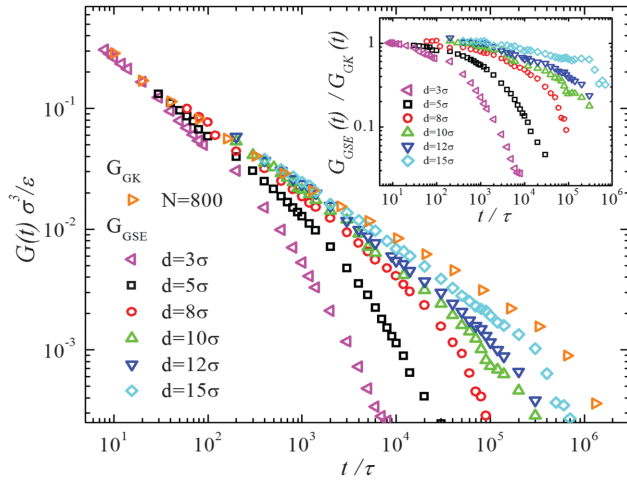 G(t) σ³/ε
10⁻¹
10⁻²
10⁻³
10¹ 10² 10³ 10⁴ 10⁵ 10⁶
t/τ
G_GK
N=800
G_GSE
d=3σ
d=5σ
d=8σ
d=10σ
d=12σ
d=15σ
G_GSE(t) / G_GK(t)
1
0.1
d=3σ
d=5σ
d=8σ
d=10σ
d=12σ
d=15σ
10¹ 10² 10³ 10⁴ 10⁵ 10⁶
t/τ